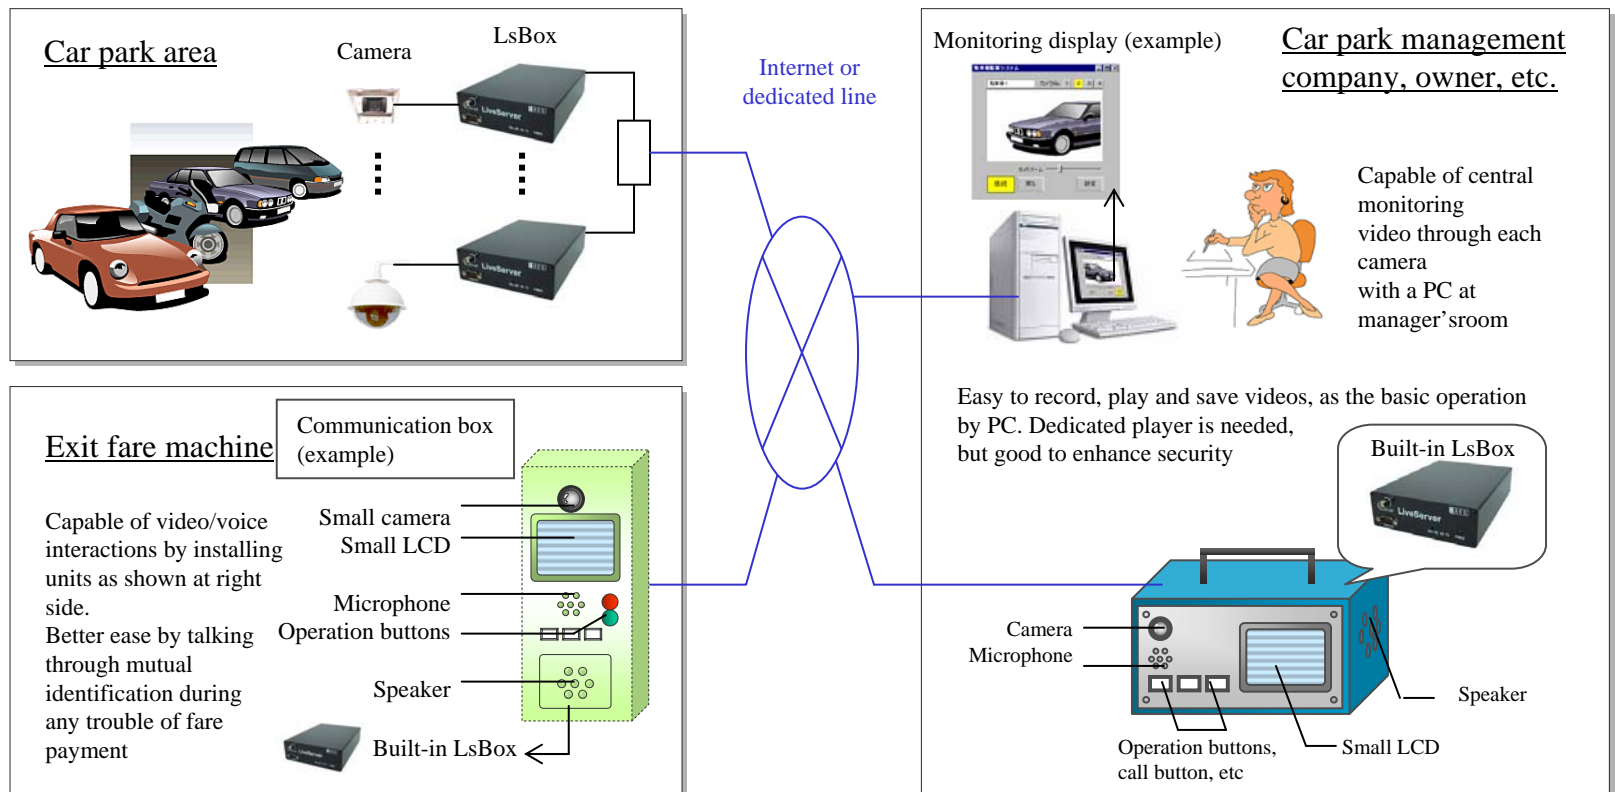 Car park area
Camera
LsBox
LiveServer
LiveServer
Internet or
dedicated line
Monitoring display (example)
Car park management
company, owner, etc.
Capable of central
monitoring
video through each
camera
with a PC at
manager'sroom
Easy to record, play and save videos, as the basic operation
by PC. Dedicated player is needed,
but good to enhance security
Built-in LsBox
LiveServer
Camera
Microphone
Speaker
Operation buttons,
call button, etc
Small LCD
Exit fare machine
Communication box
(example)
Capable of video/voice
interactions by installing
units as shown at right
side.
Better ease by talking
through mutual
identification during
any trouble of fare
payment
Small camera
Small LCD
Microphone
Operation buttons
Speaker
Built-in LsBox